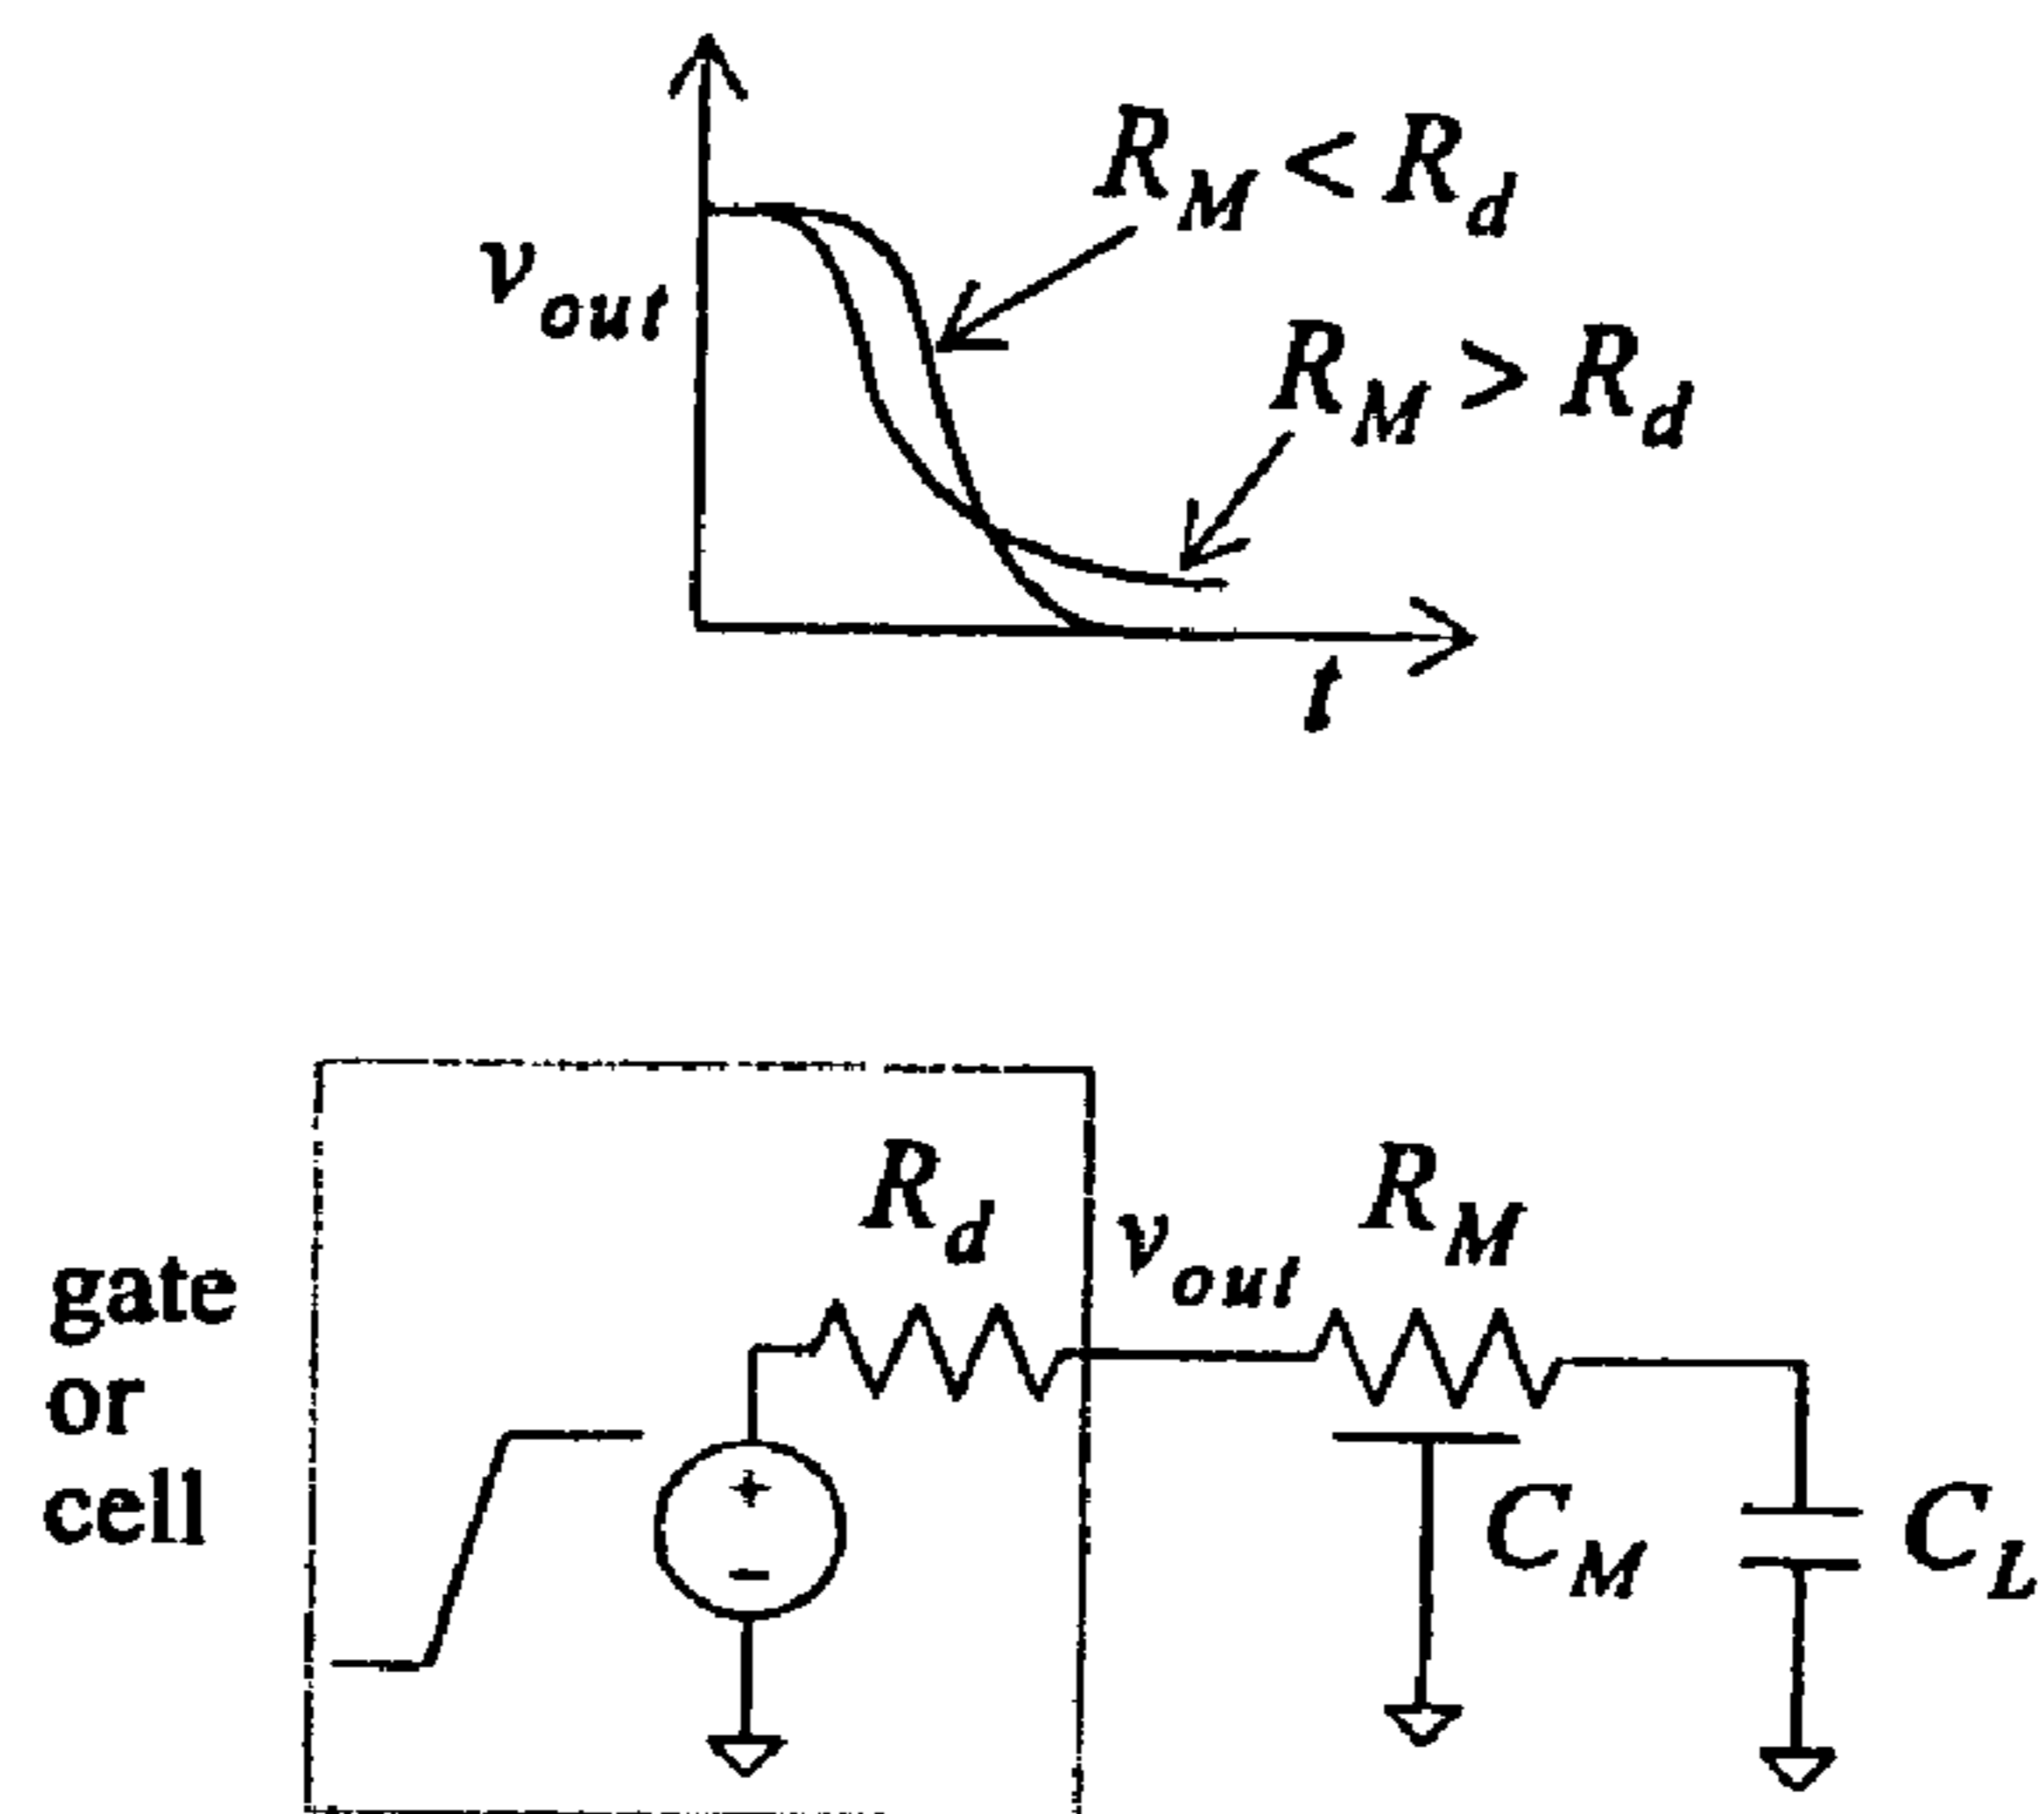 R_M < R_d
v_out
R_M > R_d
t
R_d
v_out
R_M
gate
or
cell
+
-
C_M
C_L